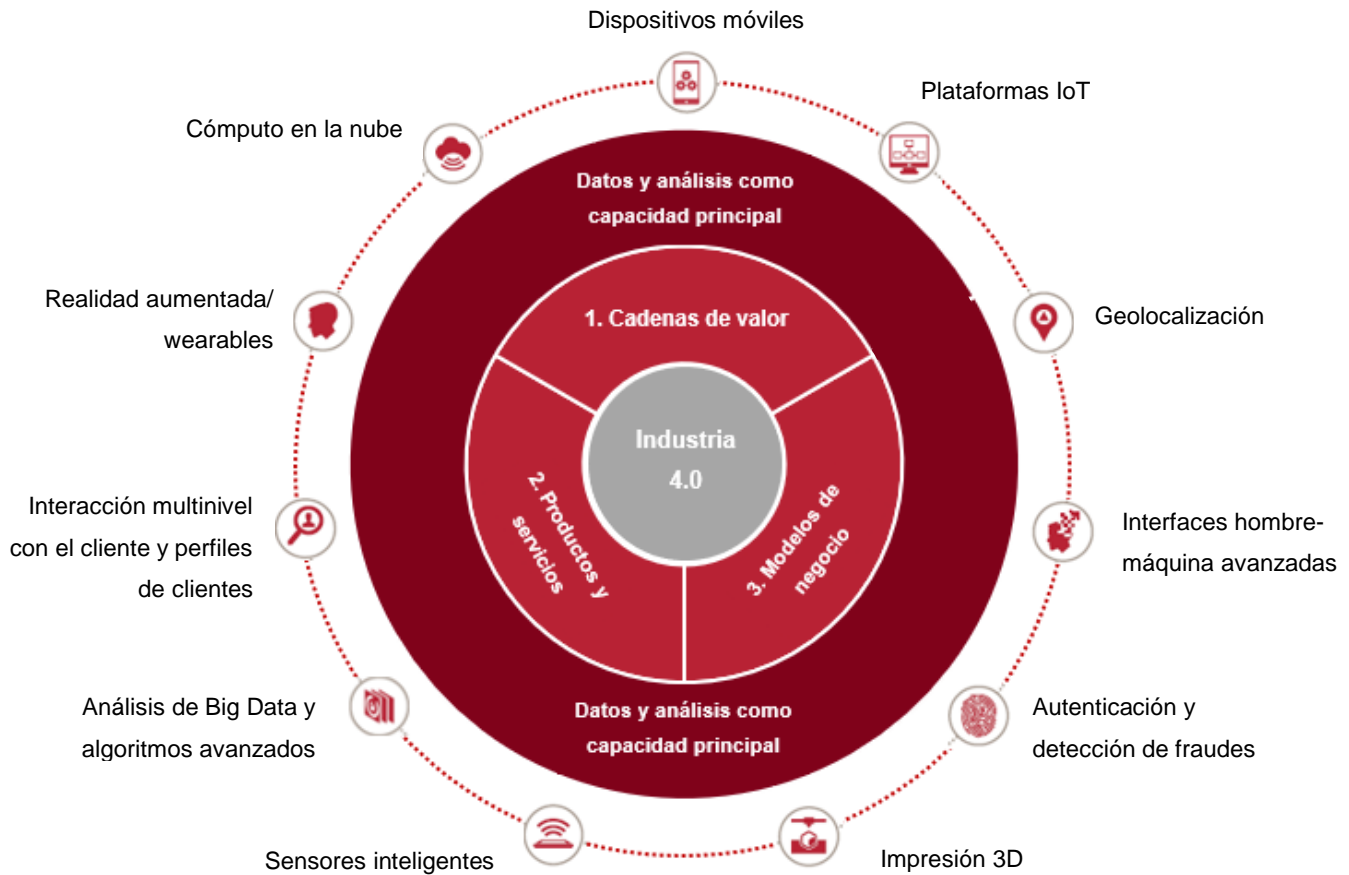 Dispositivos móviles
Plataformas IoT
Cómputo en la nube
Datos y análisis como
capacidad principal
Realidad aumentada/
wearables
1. Cadenas de valor
Geolocalización
Industria
4.0
2. Productos y
servicios
3. Modelos de
negocio
Interacción multinivel
con el cliente y perfiles
de clientes
Interfaces hombre-
máquina avanzadas
Análisis de Big Data y
algoritmos avanzados
Datos y análisis como
capacidad principal
Autenticación y
detección de fraudes
Sensores inteligentes
Impresión 3D